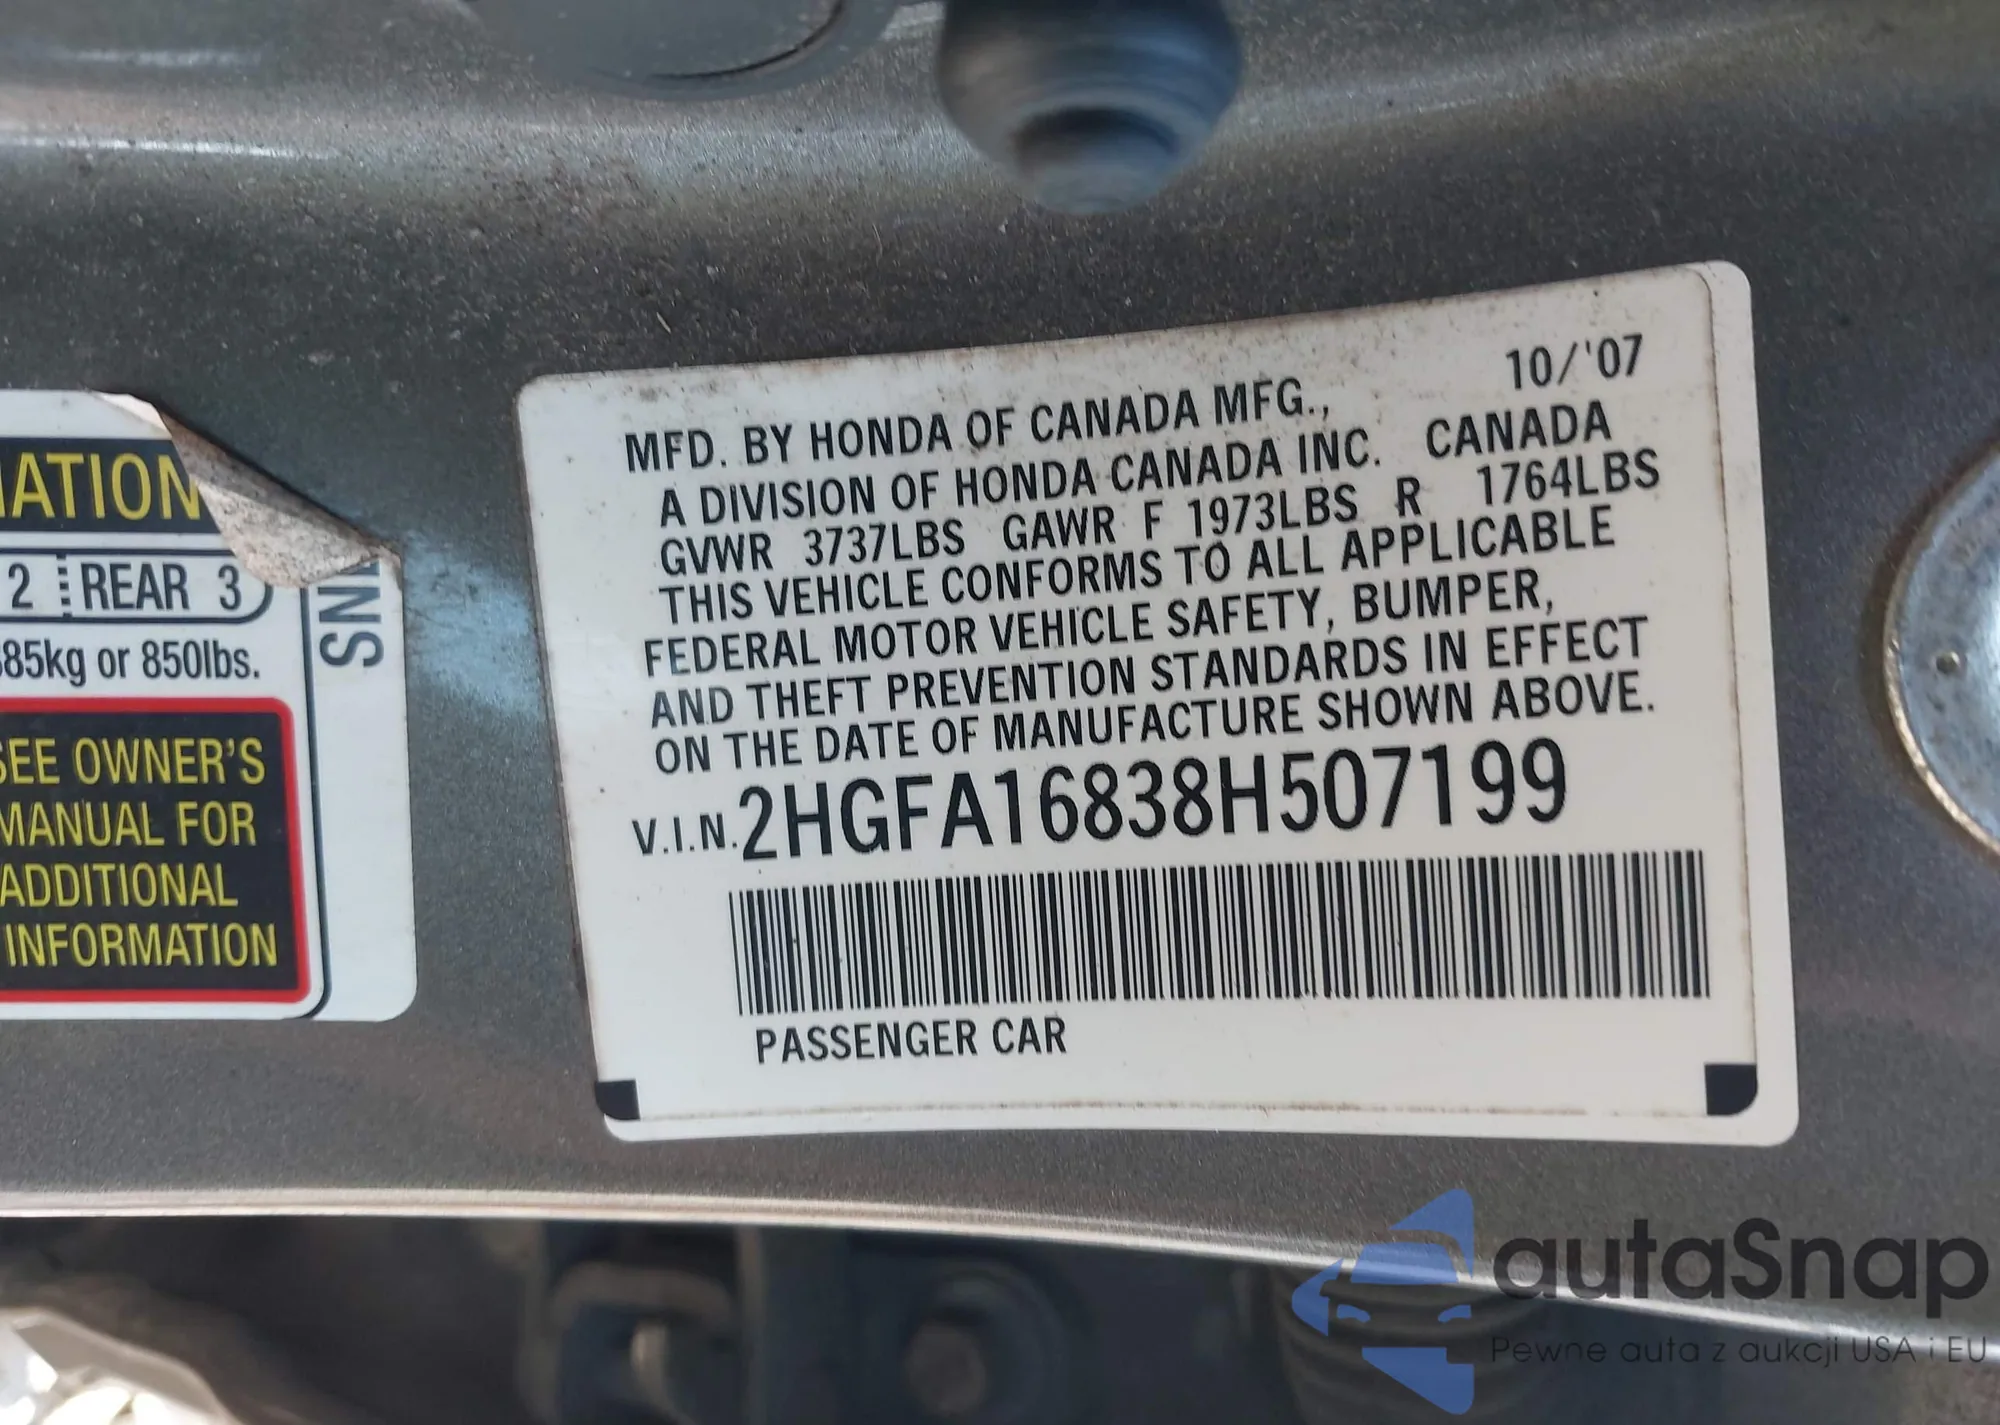 IATION
2 REAR 3
85kg or 850lbs.
SEE OWNER'S
MANUAL FOR
ADDITIONAL
INFORMATION
SN
10/'07
MFD. BY HONDA OF CANADA MFG.,
A DIVISION OF HONDA CANADA INC. CANADA
GVWR 3737LBS GAWR F 1973LBS R 1764LBS
THIS VEHICLE CONFORMS TO ALL APPLICABLE
FEDERAL MOTOR VEHICLE SAFETY, BUMPER,
AND THEFT PREVENTION STANDARDS IN EFFECT
ON THE DATE OF MANUFACTURE SHOWN ABOVE.
V.I.N. 2HGFA16838H507199
PASSENGER CAR
autaSnap
Pewne auta z aukcji USA i EU